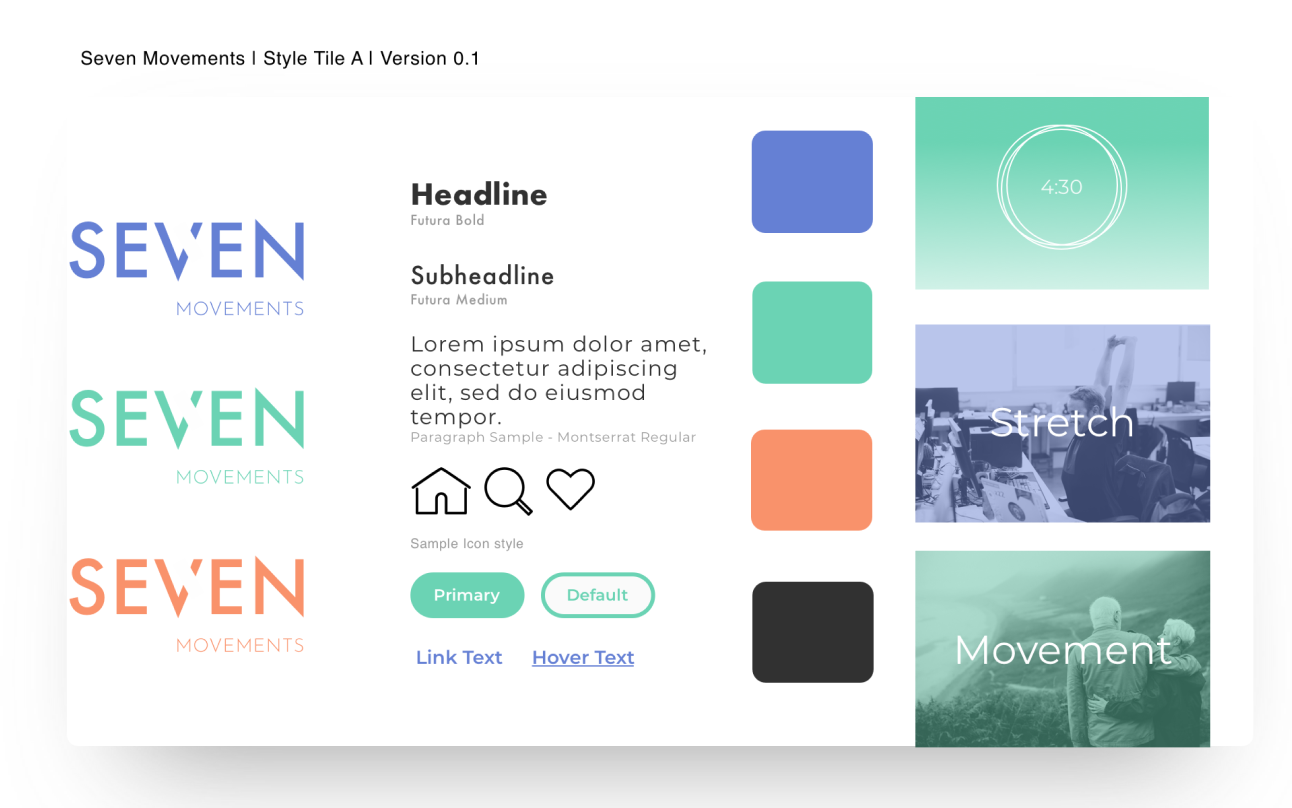 Seven Movements | Style Tile A | Version 0.1
SEVEN
MOVEMENTS
SEVEN
MOVEMENTS
SEVEN
MOVEMENTS
Headline
Futura Bold
Subheadline
Futura Medium
Lorem ipsum dolor amet,
consectetur adipiscing
elit, sed do eiusmod
tempor.
Paragraph Sample - Montserrat Regular
Sample Icon style
Primary
Default
Link Text
Hover Text
4:30
Stretch
Movement